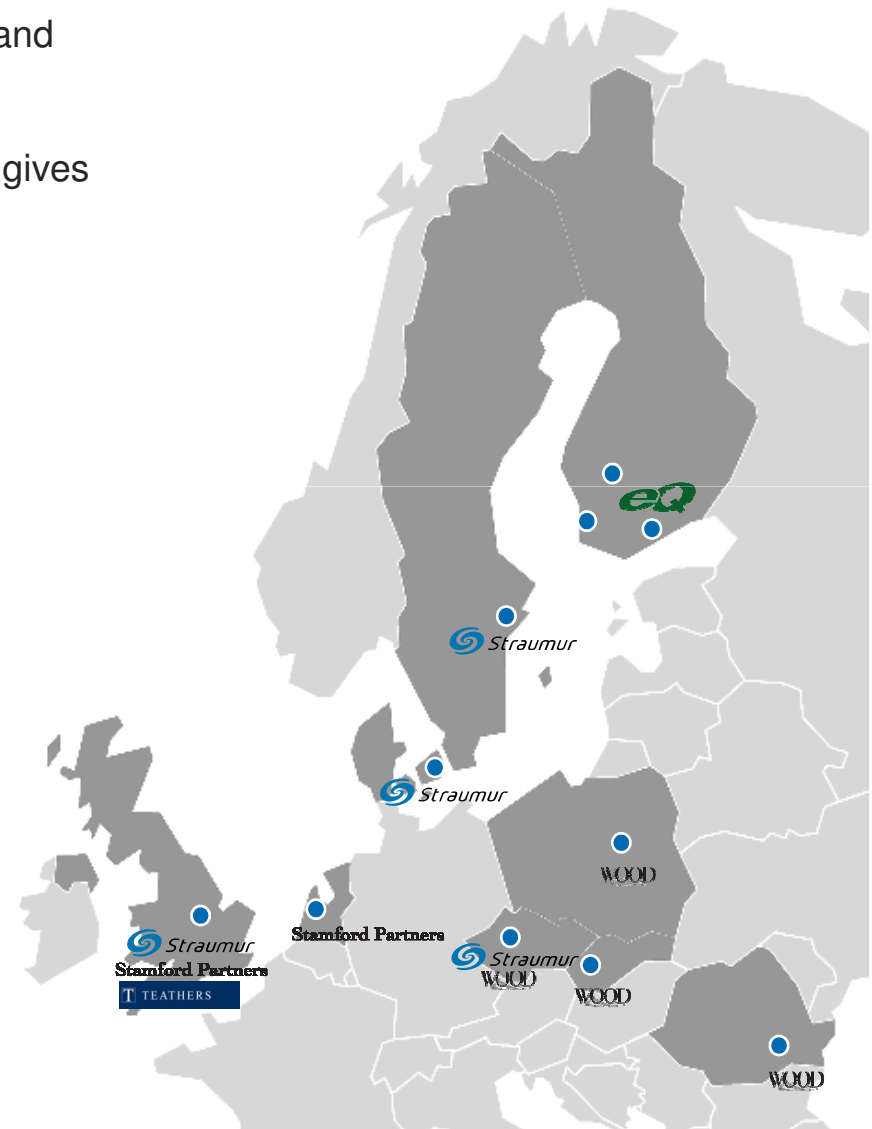 and
gives
eQ
Straumur
Straumur
WOOD
Stamford Partners
Straumur
Straumur
WOOD
Stamford Partners
WOOD
T TEATHERS
WOOD